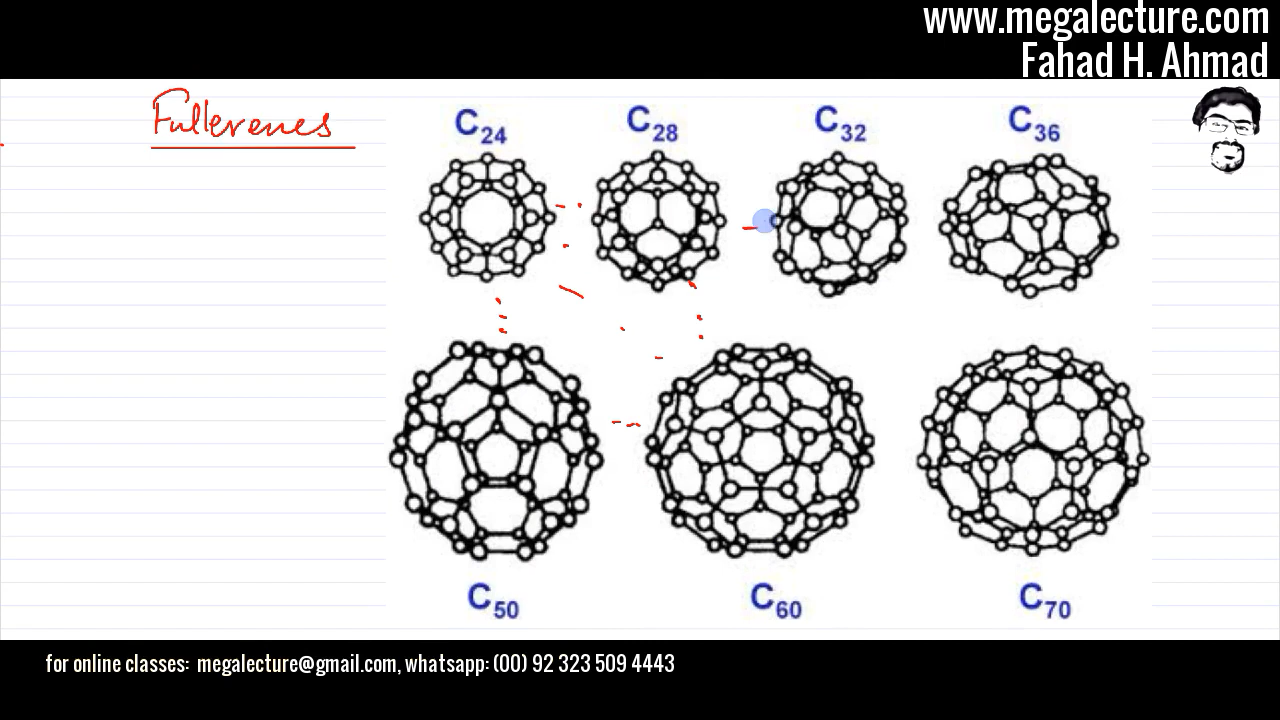 www.megalecture.com
Fahad H. Ahmad
Fullerenes
C24 C28 C32 C36
C50 C60 C70
for online classes: megalecture@gmail.com, whatsapp: (00) 92 323 509 4443